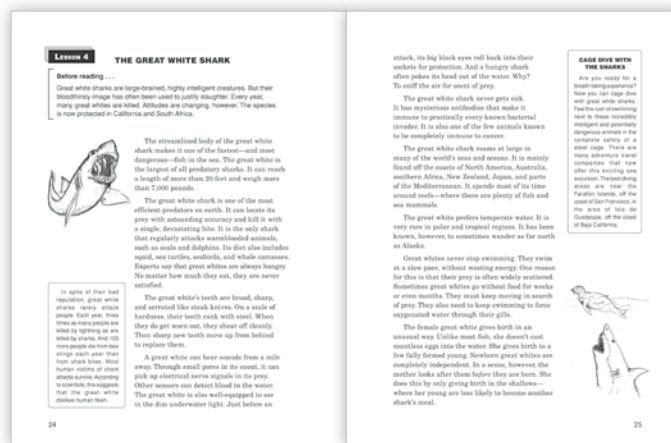 LESSON 4
THE GREAT WHITE SHARK
Before reading . . .
Great white sharks are large-brained, highly intelligent creatures. But their
bloodthirsty image has often been used to justify slaughter. Every year,
many great whites are killed. Attitudes are changing, however. The species
is now protected in California and South Africa.
The streamlined body of the great white
shark makes it one of the fastest—and most
dangerous—fish in the sea. The great white is
the largest of all predatory sharks. It can reach
a length of more than 20 feet and weigh more
than 7,000 pounds.
The great white shark is one of the most
efficient predators on earth. It can locate its
prey with astounding accuracy and kill it with
a single, devastating bite. It is the only shark
that regularly attacks warmblooded animals,
such as seals and dolphins. Its diet also includes
squid, sea turtles, seabirds, and whale carcasses.
Experts say that great whites are always hungry.
No matter how much they eat, they are never
satisfied.
The great white's teeth are broad, sharp,
and serrated like steak knives. On a scale of
hardness, their teeth rank with steel. When
they do get worn out, they shear off cleanly.
Then sharp new teeth move up from behind
to replace them.
A great white can hear sounds from a mile
away. Through small pores in its snout, it can
pick up electrical nerve signals in its prey.
Other sensors can detect blood in the water.
The great white is also well-equipped to see
in the dim underwater light. Just before an
In spite of their bad
reputation, great white
sharks rarely attack
people. Each year, three
times as many people are
killed by lightning as are
killed by sharks. And 100
more people die from bee
stings each year than
from shark bites. Most
human victims of shark
attacks survive. According
to scientists, this suggests
that the great white
dislikes human flesh.
24
attack, its big black eyes roll back into their
sockets for protection. And a hungry shark
often pokes its head out of the water. Why?
To sniff the air for scent of prey.
The great white shark never gets sick.
It has mysterious antibodies that make it
immune to practically every known bacterial
invader. It is also one of the few animals known
to be completely immune to cancer.
The great white shark roams at large in
many of the world's seas and oceans. It is mainly
found off the coasts of North America, Australia,
southern Africa, New Zealand, Japan, and parts
of the Mediterranean. It spends most of its time
around reefs—where there are plenty of fish and
sea mammals.
The great white prefers temperate water. It is
very rare in polar and tropical regions. It has been
known, however, to sometimes wander as far north
as Alaska.
Great whites never stop swimming. They swim
at a slow pace, without wasting energy. One reason
for this is that their prey is often widely scattered.
Sometimes great whites go without food for weeks
or even months. They must keep moving in search
of prey. They also need to keep swimming to force
oxygenated water through their gills.
The female great white gives birth in an
unusual way. Unlike most fish, she doesn't cast
countless eggs into the water. She gives birth to a
few fully formed young. Newborn great whites are
completely independent. In a sense, however, the
mother looks after them before they are born. She
does this by only giving birth in the shallows—
where her young are less likely to become another
shark's meal.
CAGE DIVE WITH
THE SHARKS
Are you ready for a
breath-taking experience?
Now you can cage dive
with great white sharks.
Feel the rush of swimming
next to these incredibly
intelligent and potentially
dangerous animals in the
complete safety of a
steel cage. There are
many adventure travel
companies that now
offer this exciting sea
excursion. The best diving
areas are near the
Farallon Islands, off the
coast of San Francisco, in
the area of Isla de
Guadalupe, off the coast
of Baja California.
25